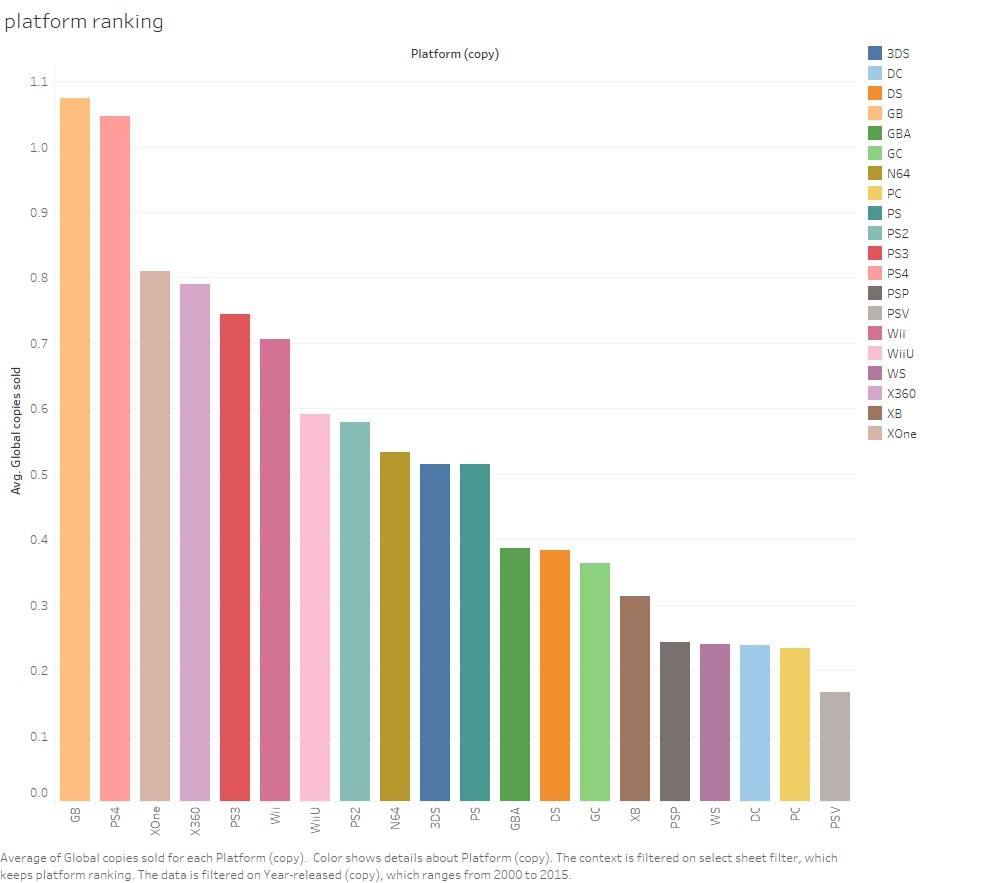 platform ranking
Platform (copy)
Avg. Global copies sold
1.1
1.0
0.9
0.8
0.7
0.6
0.5
0.4
0.3
0.2
0.1
0.0
GB
PS4
XOne
X360
PS3
Wii
WiiU
PS2
N64
3DS
PS
GBA
DS
GC
XB
PSP
WS
DC
PC
PSV
3DS
DC
DS
GB
GBA
GC
N64
PC
PS
PS2
PS3
PS4
PSP
PSV
Wii
WiiU
WS
X360
XB
XOne
Average of Global copies sold for each Platform (copy).  Color shows details about Platform (copy). The context is filtered on select sheet filter, which
keeps platform ranking. The data is filtered on Year-released (copy), which ranges from 2000 to 2015.